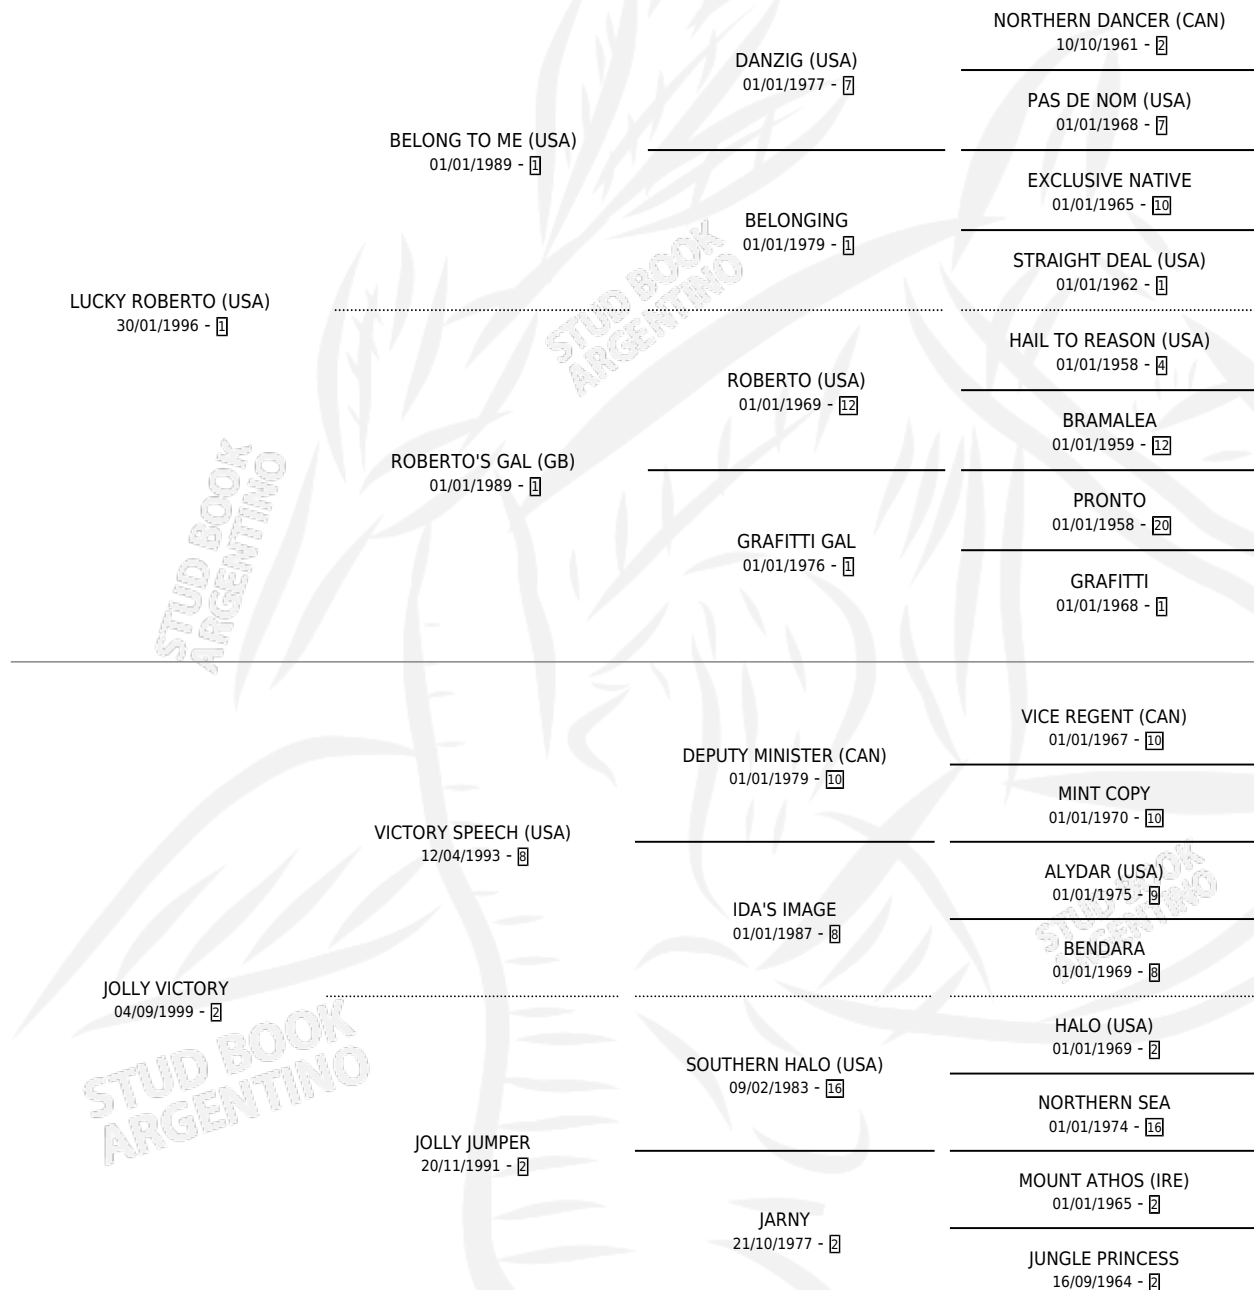 NORTHERN DANCER (CAN)
10/10/1961 - 2
DANZIG (USA)
01/01/1977 - 7
PAS DE NOM (USA)
01/01/1968 - 7
BELONG TO ME (USA)
01/01/1989 - 1
EXCLUSIVE NATIVE
01/01/1965 - 10
BELONGING
01/01/1979 - 1
STRAIGHT DEAL (USA)
01/01/1962 - 1
LUCKY ROBERTO (USA)
30/01/1996 - 1
HAIL TO REASON (USA)
01/01/1958 - 4
ROBERTO (USA)
01/01/1969 - 12
BRAMALEA
01/01/1959 - 12
ROBERTO'S GAL (GB)
01/01/1989 - 1
PRONTO
01/01/1958 - 20
GRAFITTI GAL
01/01/1976 - 1
GRAFITTI
01/01/1968 - 1
STUD BOOK
ARGENTINO
STUD BOOK
ARGENTINO
VICE REGENT (CAN)
01/01/1967 - 10
DEPUTY MINISTER (CAN)
01/01/1979 - 10
MINT COPY
01/01/1970 - 10
VICTORY SPEECH (USA)
12/04/1993 - 8
ALYDAR (USA)
01/01/1975 - 9
IDA'S IMAGE
01/01/1987 - 8
BENDARA
01/01/1969 - 8
STUD BOOK
ARGENTINO
JOLLY VICTORY
04/09/1999 - 2
HALO (USA)
01/01/1969 - 2
SOUTHERN HALO (USA)
09/02/1983 - 16
NORTHERN SEA
01/01/1974 - 16
STUD BOOK
ARGENTINO
JOLLY JUMPER
20/11/1991 - 2
MOUNT ATHOS (IRE)
01/01/1965 - 2
JARNY
21/10/1977 - 2
JUNGLE PRINCESS
16/09/1964 - 2